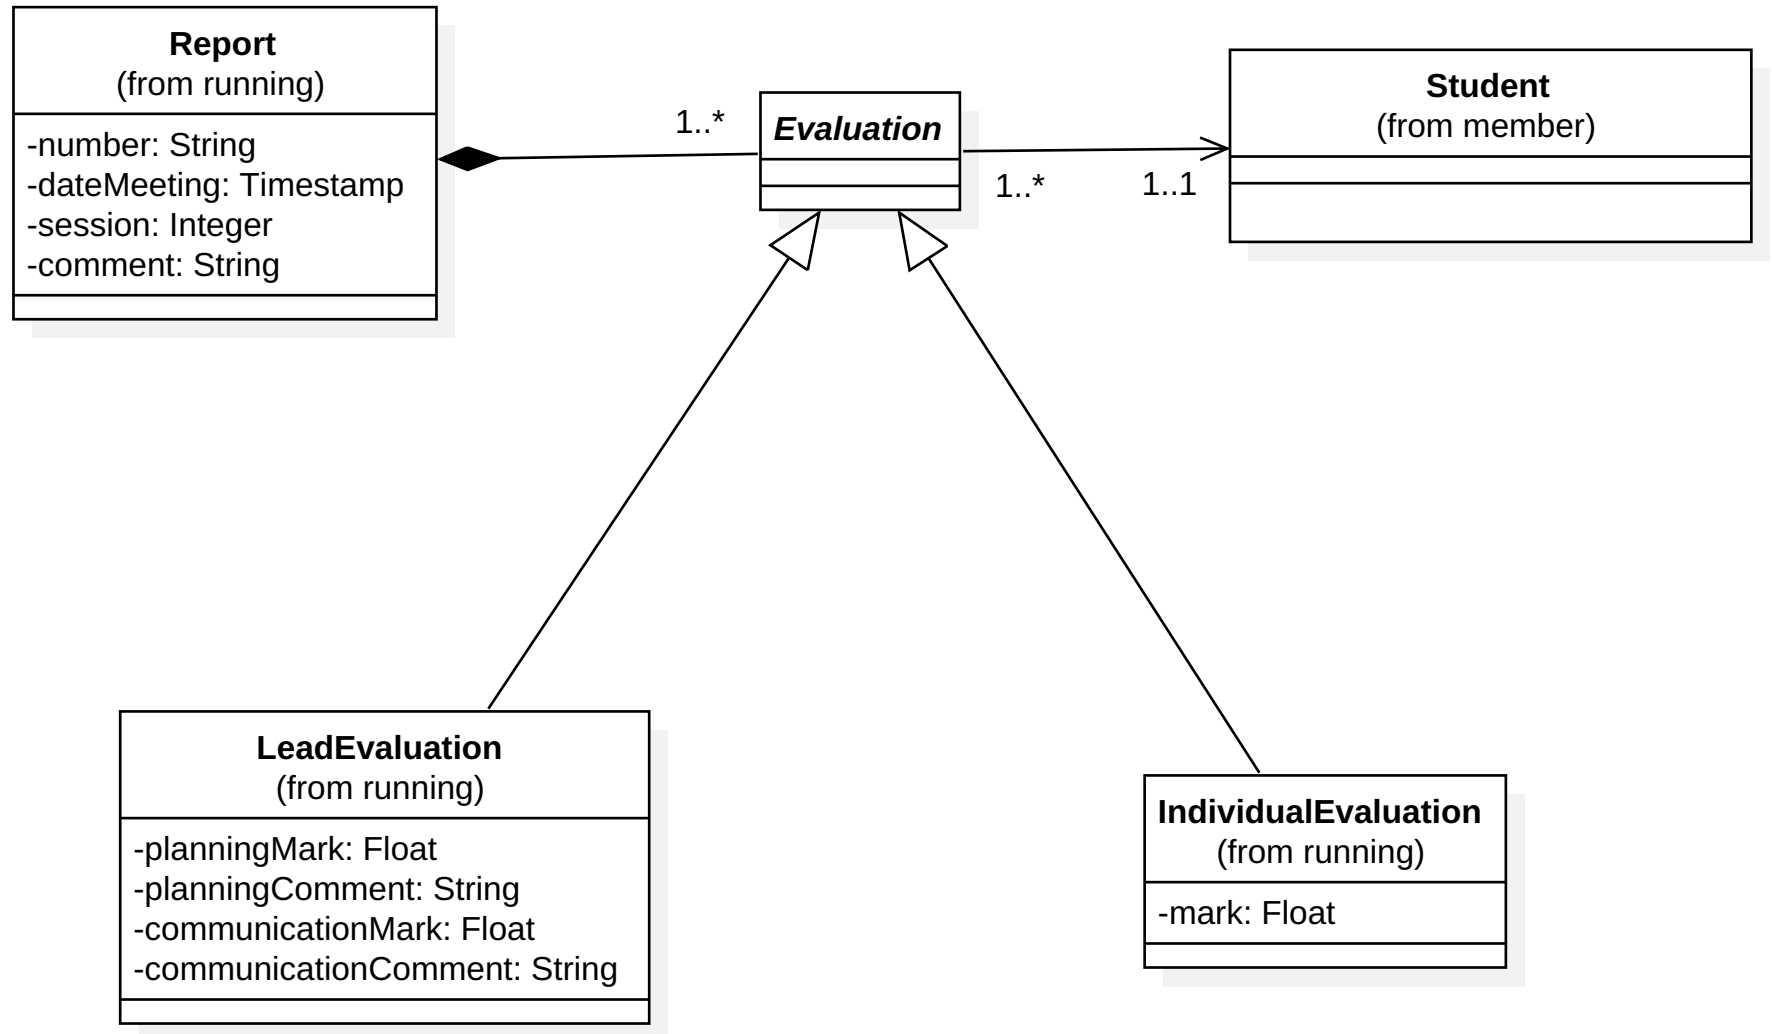 Report
(from running)
-number: String
-dateMeeting: Timestamp
-session: Integer
-comment: String
1..*
Evaluation
1..*
1..1
Student
(from member)
LeadEvaluation
(from running)
-planningMark: Float
-planningComment: String
-communicationMark: Float
-communicationComment: String
IndividualEvaluation
(from running)
-mark: Float